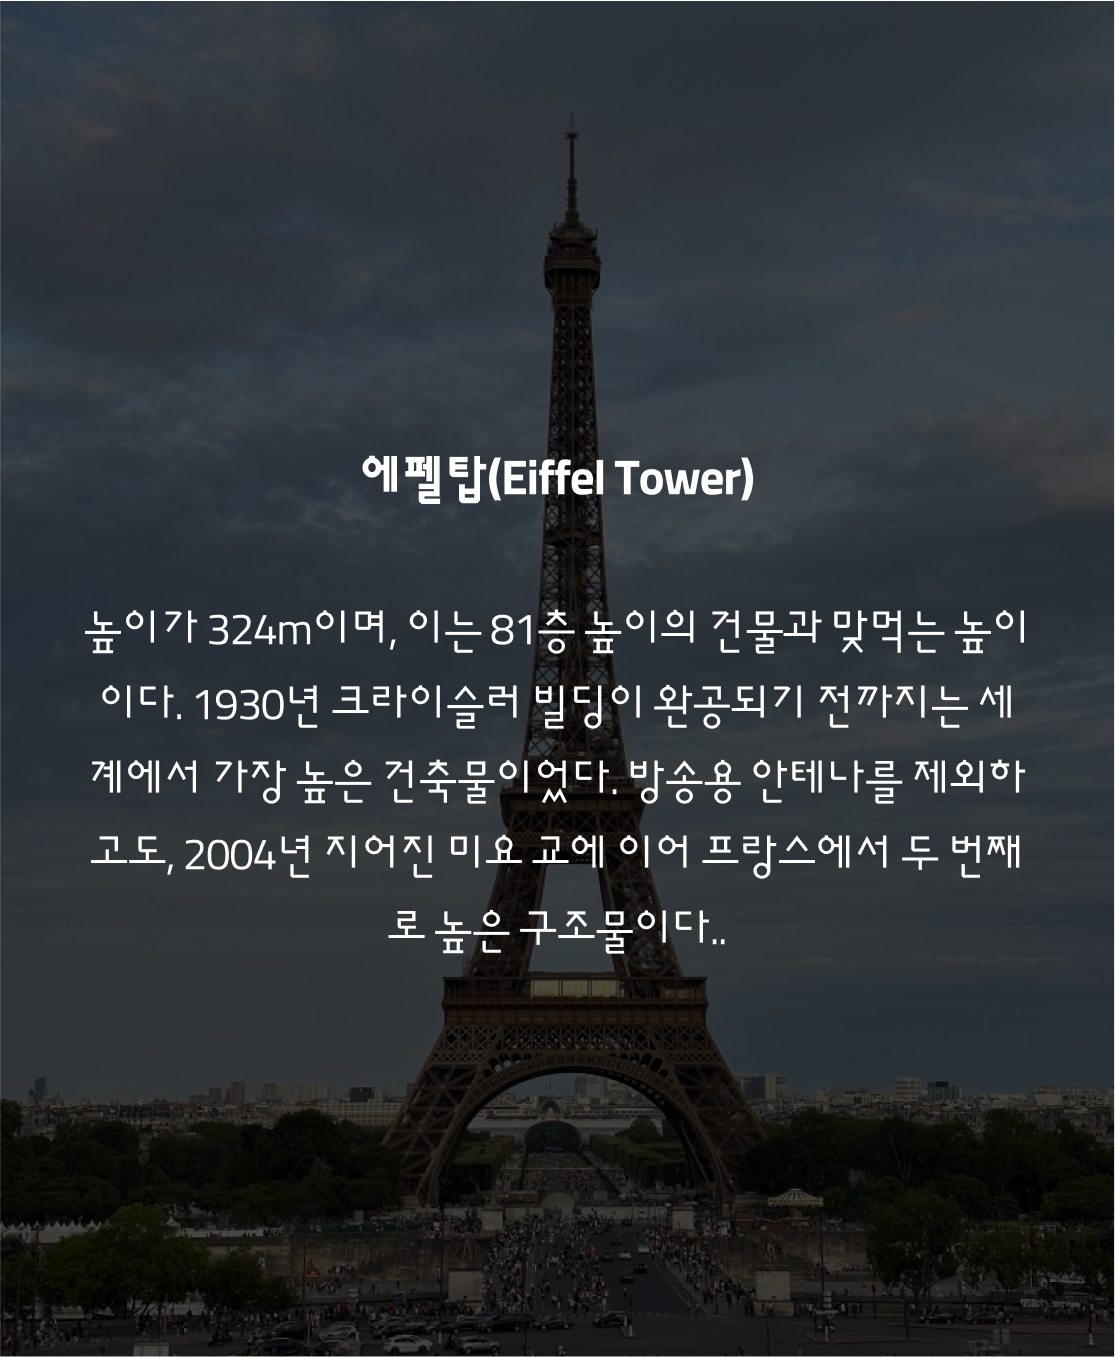 에펠탑(Eiffel Tower)
높이가 324m이며, 이는 81층 높이의 건물과 맞먹는 높이
이다. 1930년 크라이슬러 빌딩이 완공되기 전까지는 세
계에서 가장 높은 건축물이었다. 방송용 안테나를 제외하
고도, 2004년 지어진 미요 교에 이어 프랑스에서 두 번째
로 높은 구조물이다..